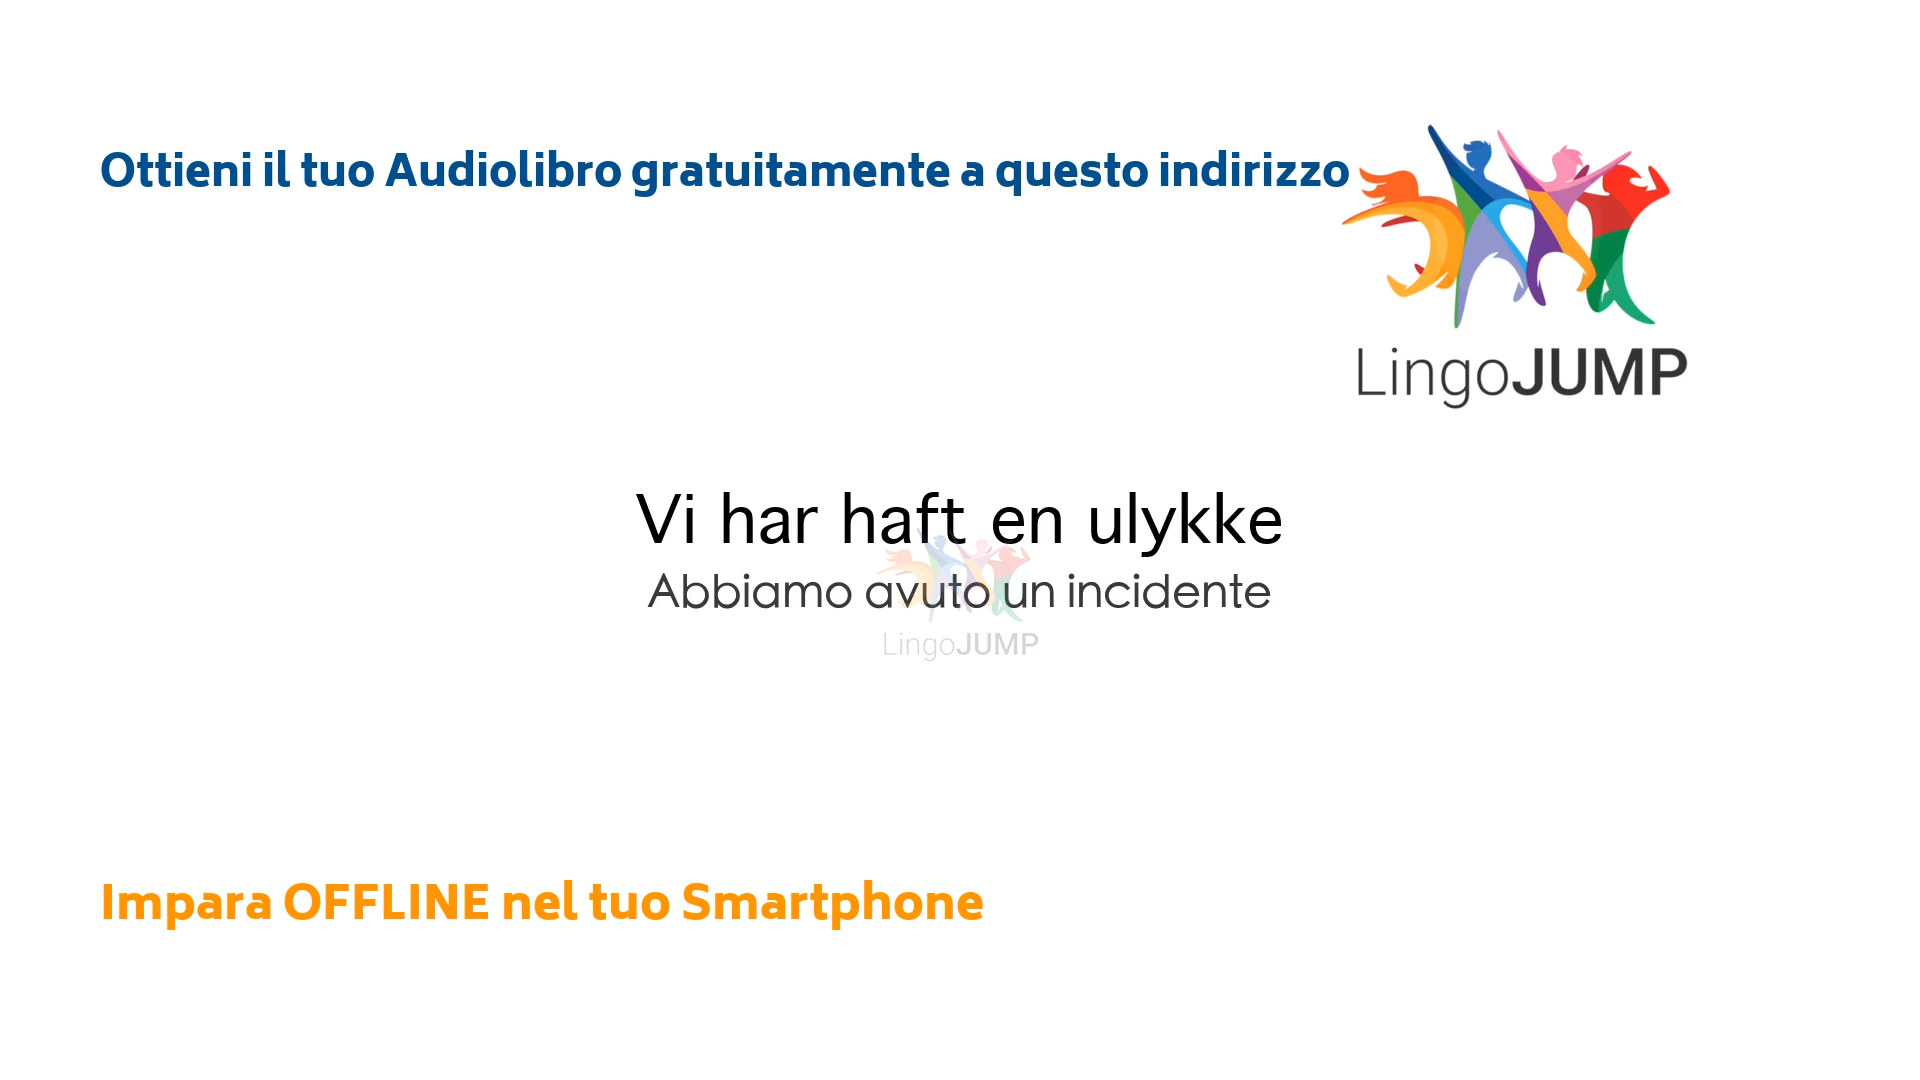 Ottieni il tuo Audiolibro gratuitamente a questo indirizzo
LingoJUMP
Vi har haft en ulykke
Abbiamo avuto un incidente
LingoJUMP
Impara OFFLINE nel tuo Smartphone